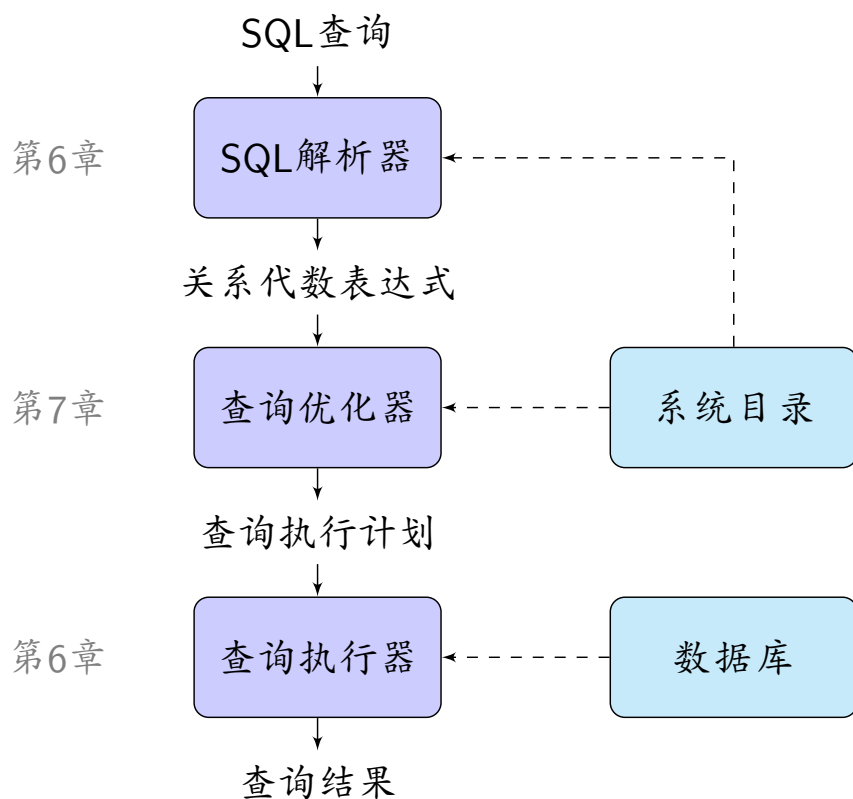 SQL查询
第6章
SQL解析器
关系代数表达式
第7章
查询优化器
系统目录
查询执行计划
第6章
查询执行器
数据库
查询结果